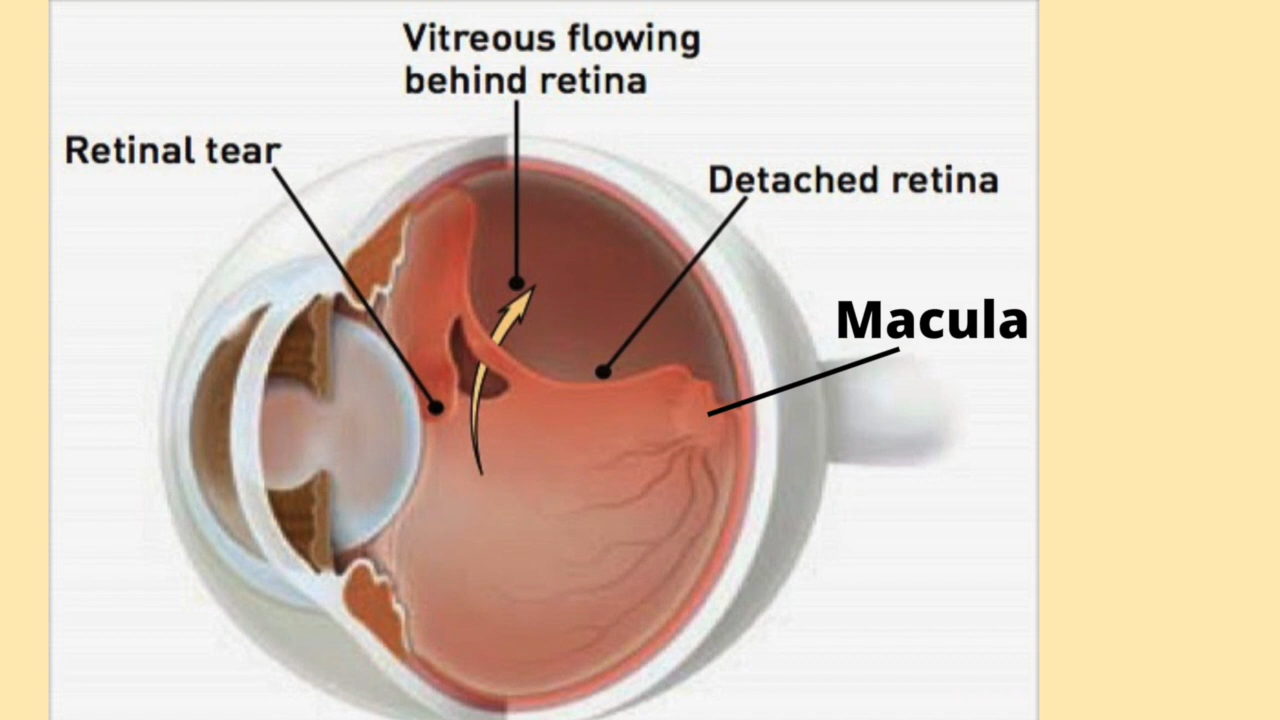 Vitreous flowing
behind retina
Retinal tear
Detached retina
Macula